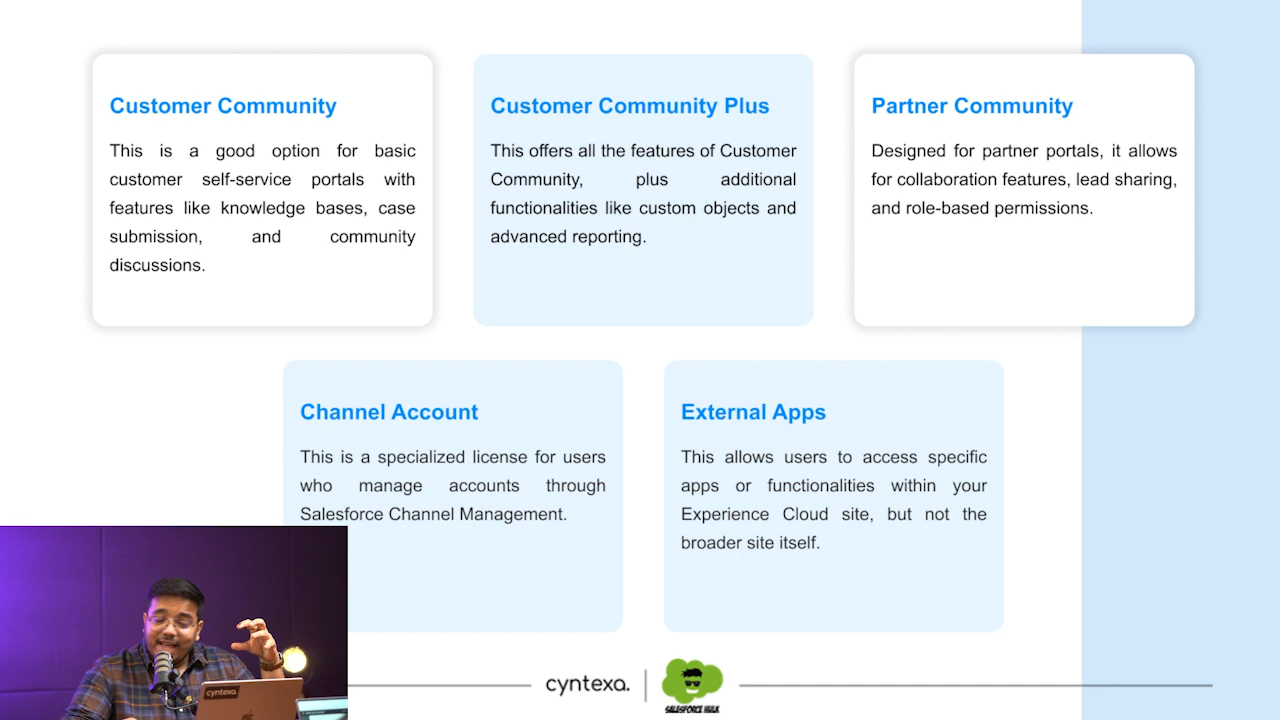 Customer Community
This is a good option for basic
customer self-service portals with
features like knowledge bases, case
submission, and community
discussions.
Customer Community Plus
This offers all the features of Customer
Community, plus additional
functionalities like custom objects and
advanced reporting.
Partner Community
Designed for partner portals, it allows
for collaboration features, lead sharing,
and role-based permissions.
Channel Account
This is a specialized license for users
who manage accounts through
Salesforce Channel Management.
External Apps
This allows users to access specific
apps or functionalities within your
Experience Cloud site, but not the
broader site itself.
cyntexa.
cyntexa.
SALESFORCE HULK